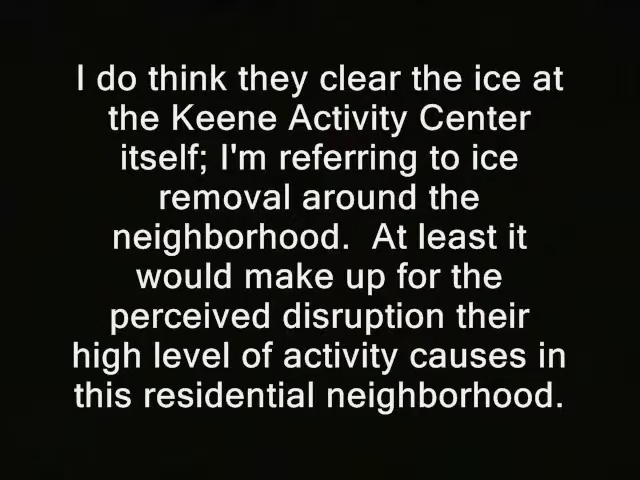 I do think they clear the ice at
the Keene Activity Center
itself; I'm referring to ice
removal around the
neighborhood.  At least it
would make up for the
perceived disruption their
high level of activity causes in
this residential neighborhood.